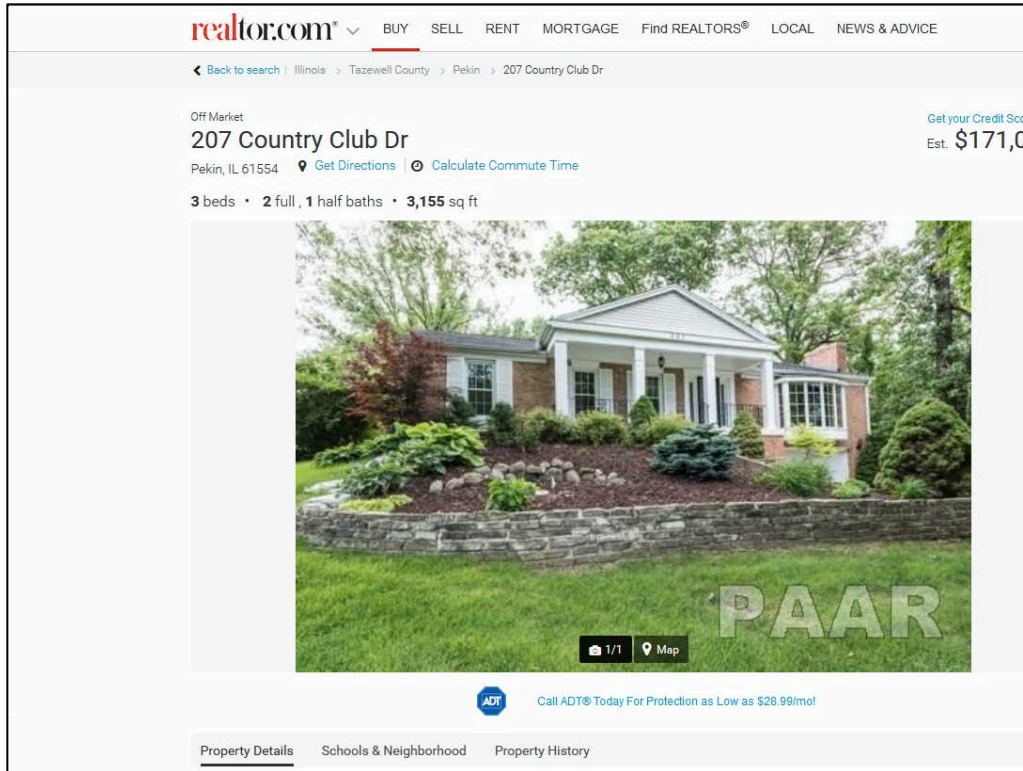 realtor.com® BUY SELL RENT MORTGAGE Find REALTORS® LOCAL NEWS & ADVICE
Back to search | Illinois > Tazewell County > Pekin > 207 Country Club Dr
Off Market
207 Country Club Dr
Get your Credit Sco
Est. $171,0
Pekin, IL 61554 Get Directions | Calculate Commute Time
3 beds • 2 full , 1 half baths • 3,155 sq ft
PAAR
1/1 Map
ADT Call ADT® Today For Protection as Low as $28.99/mo!
Property Details Schools & Neighborhood Property History